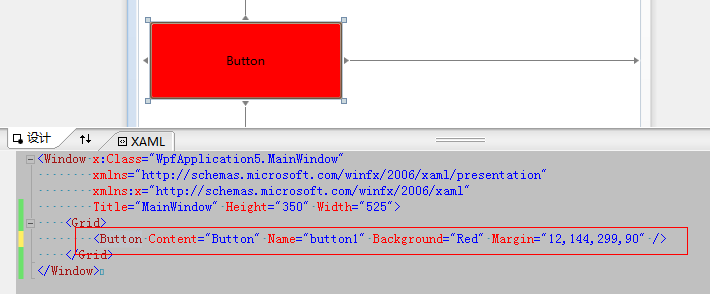 Button
设计
XAML
<Window x:Class="WpfApplication5.MainWindow"
xmlns="http://schemas.microsoft.com/winfx/2006/xaml/presentation"
xmlns:x="http://schemas.microsoft.com/winfx/2006/xaml"
Title="MainWindow" Height="350" Width="525">
<Grid>
<Button Content="Button" Name="button1" Background="Red" Margin="12,144,299,90" />
</Grid>
</Window>